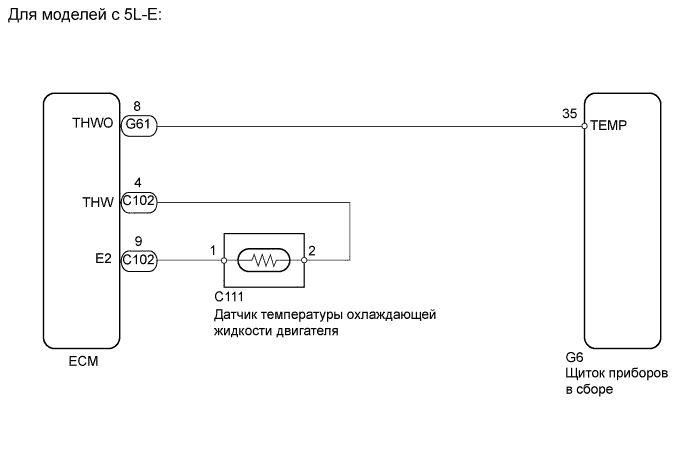 Для моделей с 5L-E:
8
THWO
G61
35
TEMP
4
THW
C102
9
E2
C102
1
2
C111
Датчик температуры охлаждающей
жидкости двигателя
ECM
G6
Щиток приборов
в сборе